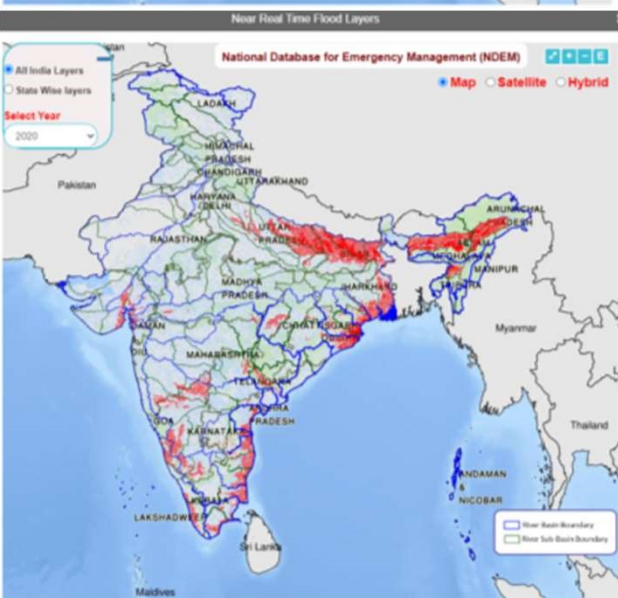 Near Real Time Flood Layers
National Database for Emergency Management (NDEM)
All India Layers
State Wise layers
Select Year
2020
Map Satellite Hybrid
LADAKH
HIMACHAL
PRADESH
CHANDIGARH
UTTARAKHAND
Pakistan
HARYANA
DELHI
ARUNACHAL
RAJASTHAN
UTTAR
PRADESH
MEGHALAYA
MANIPUR
TRIPURA
MADHYA
PRADESH
JHARKHAND
DAMAN
DIU
CHHATTISGAR
Myanmar
MAHARASHTRA
TELANGANA
PRADESH
GOA
KARNATAKA
Thailand
ANDAMAN
&
NICOBAR
KERALA
LAKSHADWEEP
River Basin Boundary
River Sub Basin Boundary
Sri Lanka
Maldives